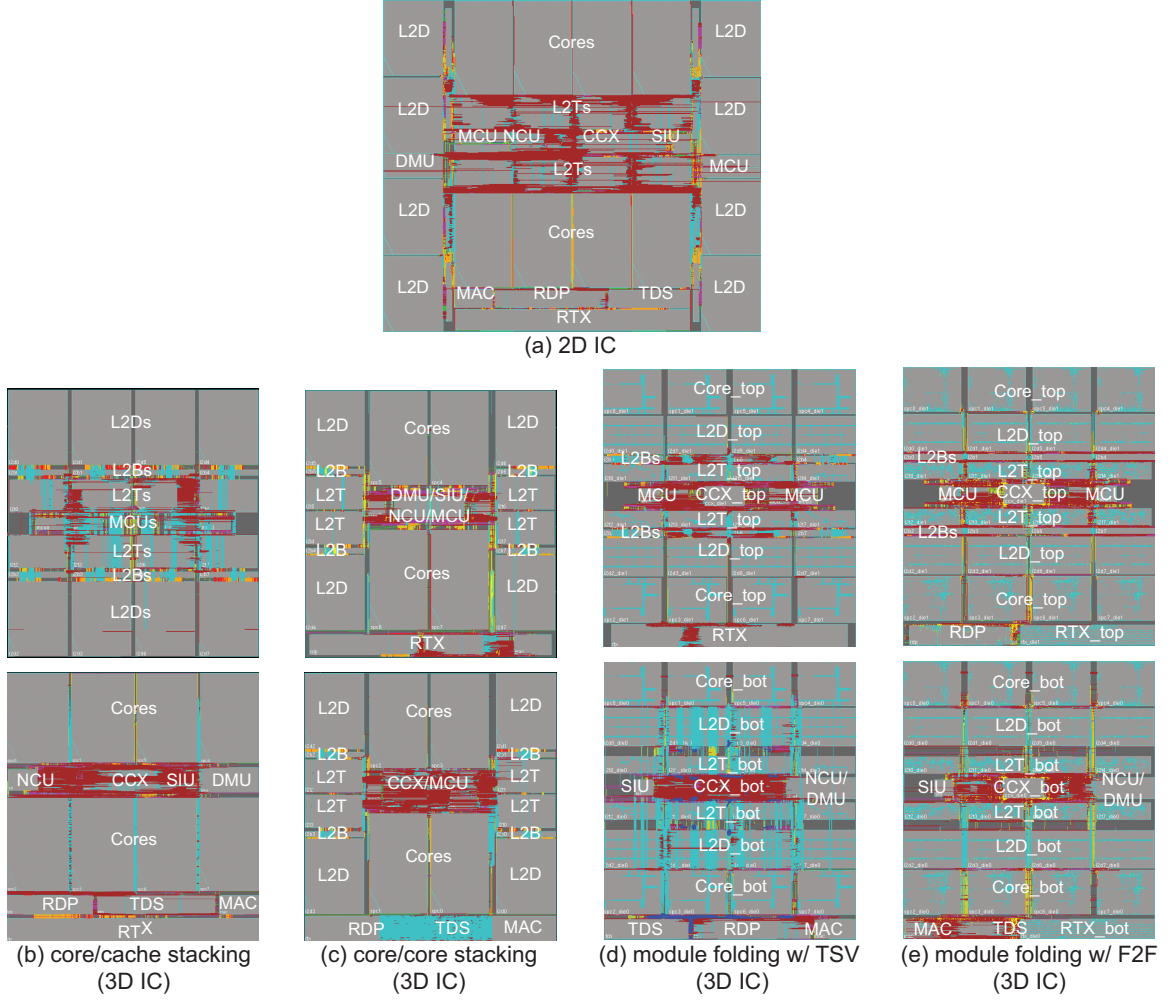 L2D Cores L2D
L2D L2Ts L2D
MCU NCU CCX SIU
DMU L2Ts MCU
L2D Cores L2D
L2D MAC RDP TDS L2D
RTX
(a) 2D IC
L2Ds
L2Bs
L2Ts
MCUs
L2Ts
L2Bs
L2Ds
Cores
NCU CCX SIU DMU
Cores
RDP TDS MAC
RTX
(b) core/cache stacking
(3D IC)
L2D Cores L2D
L2B L2B
L2T DMU/SIU/ L2T
L2T NCU/MCU L2T
L2B L2B
L2D Cores L2D
RTX
L2D Cores L2D
L2B L2B
L2T CCX/MCU L2T
L2T L2T
L2B L2B
L2D Cores L2D
RDP TDS MAC
(c) core/core stacking
(3D IC)
Core_top
L2D_top
L2Bs
L2T_top
MCU CCX_top MCU
L2T_top
L2Bs
L2D_top
Core_top
RTX
Core_bot
L2D_bot
L2T_bot
SIU CCX_bot NCU/
DMU
L2T_bot
L2D_bot
Core_bot
TDS RDP MAC
(d) module folding w/ TSV
(3D IC)
Core_top
L2D_top
L2Bs
L2T_top
MCU CCX_top MCU
L2T_top
L2Bs
L2D_top
Core_top
RDP RTX_top
Core_bot
L2D_bot
L2T_bot
SIU CCX_bot NCU/
DMU
L2T_bot
L2D_bot
Core_bot
MAC TDS RTX_bot
(e) module folding w/ F2F
(3D IC)